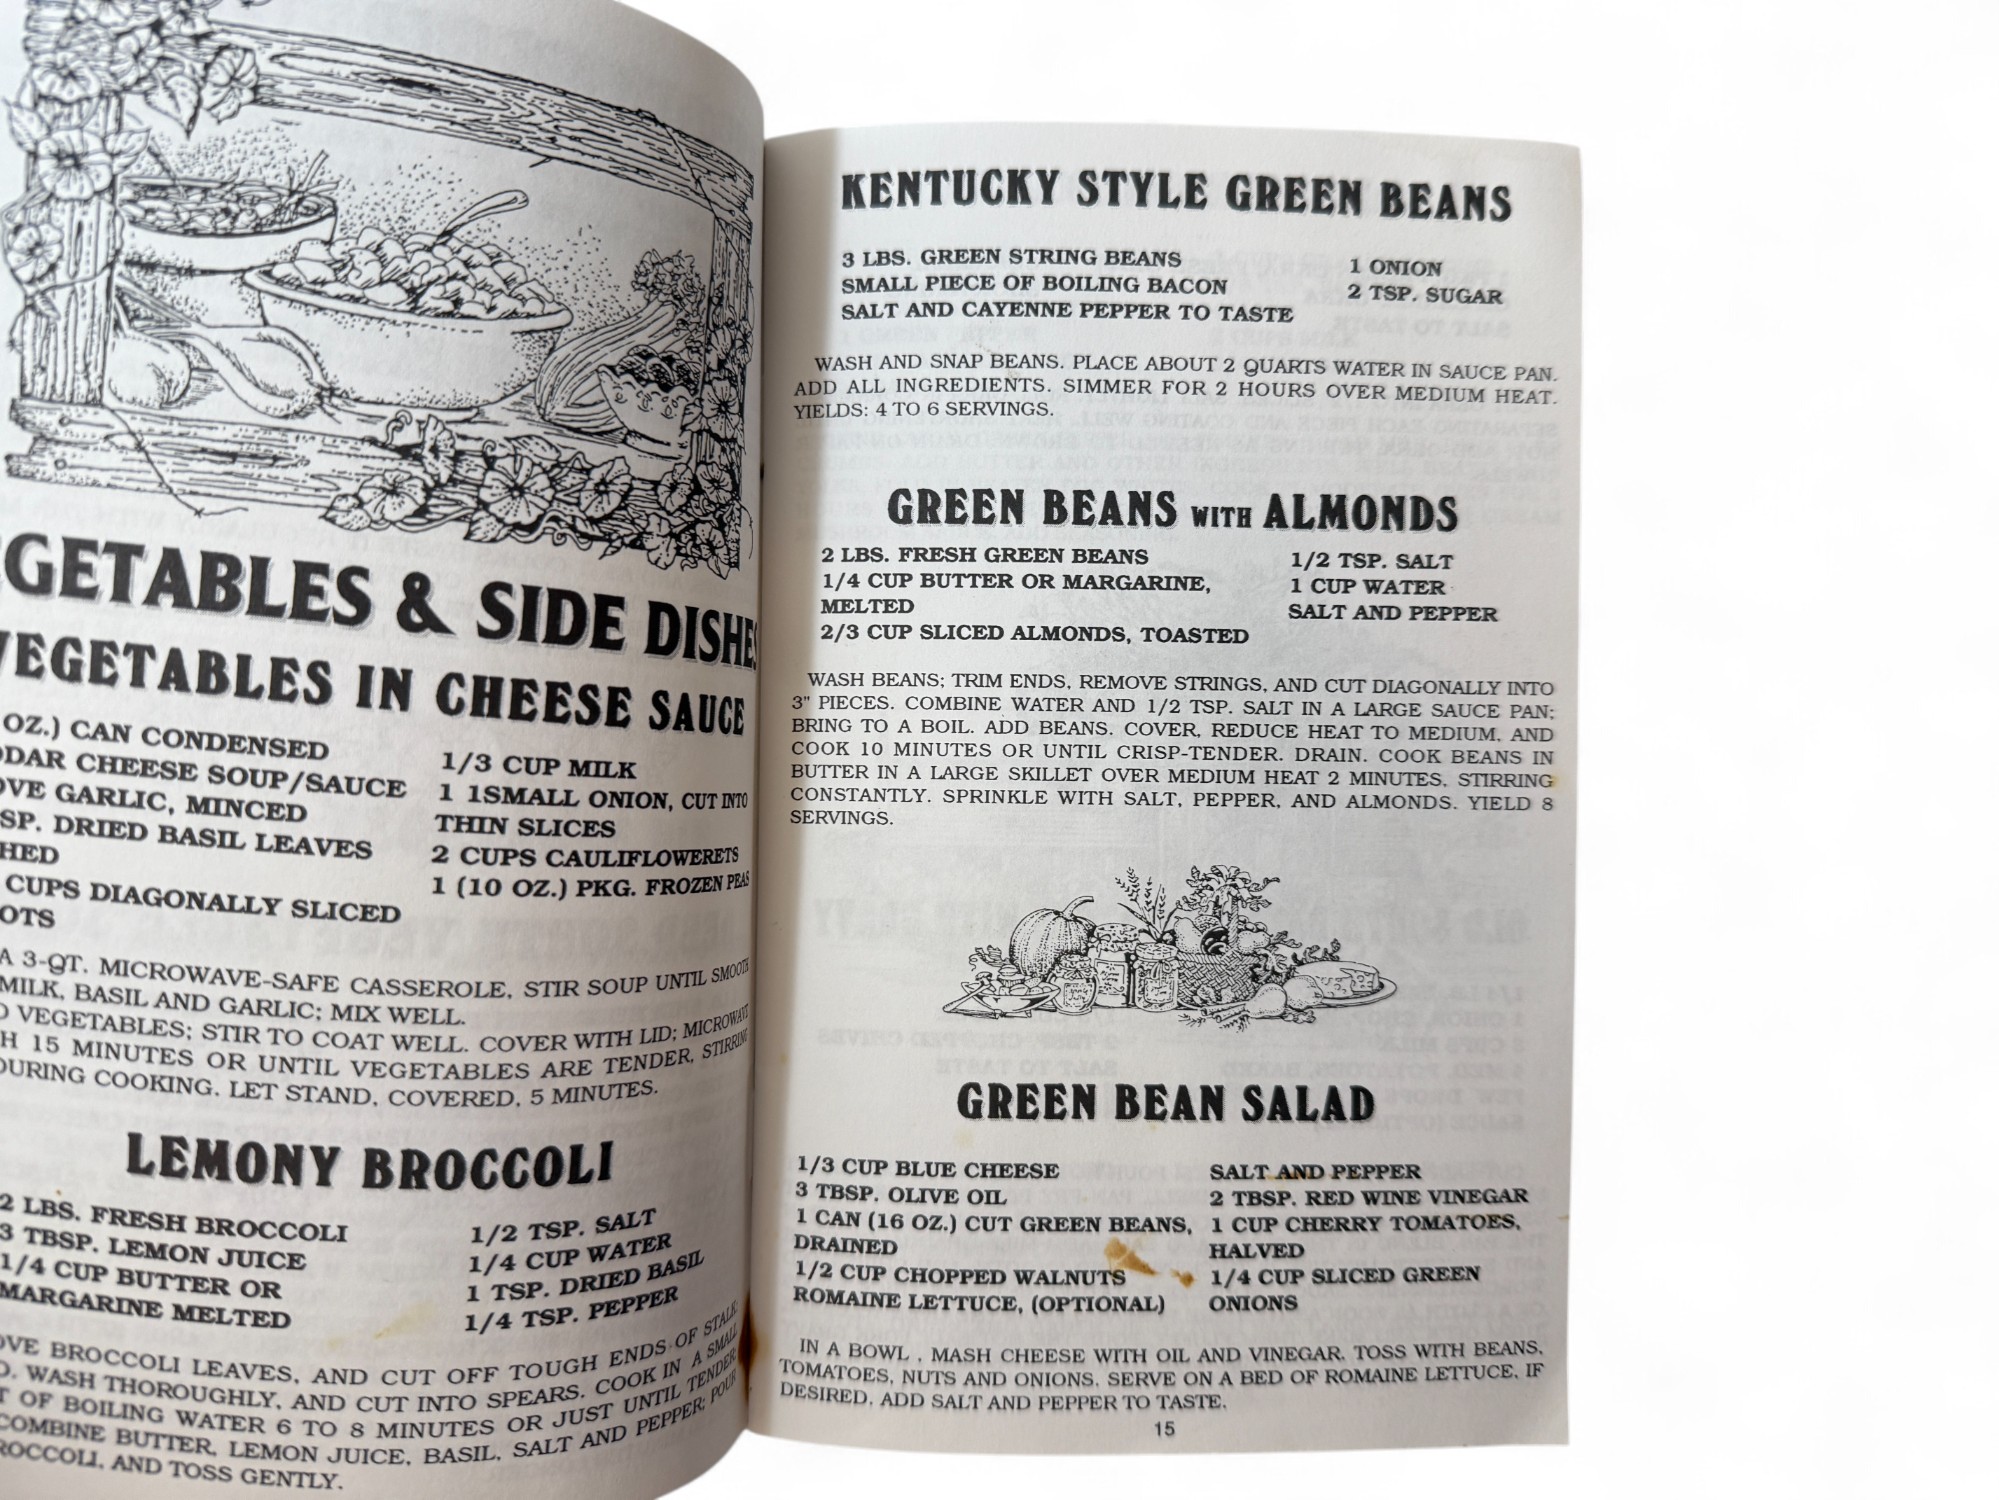 GETABLES & SIDE DISHES
VEGETABLES IN CHEESE SAUCE
OZ.) CAN CONDENSED
CHEESE SOUP/SAUCE
GARLIC, MINCED
DRIED BASIL LEAVES
CUPS DIAGONALLY SLICED
1/3 CUP MILK
1 1SMALL ONION, CUT INTO
THIN SLICES
2 CUPS CAULIFLOWERETS
1 (10 OZ.) PKG. FROZEN PEAS
A 3-QT. MICROWAVE-SAFE CASSEROLE, STIR SOUP UNTIL SMOOTH
MILK, BASIL AND GARLIC; MIX WELL.
VEGETABLES; STIR TO COAT WELL. COVER WITH LID; MICROWAVE
15 MINUTES OR UNTIL VEGETABLES ARE TENDER, STIRRING
DURING COOKING. LET STAND, COVERED, 5 MINUTES.
LEMONY BROCCOLI
2 LBS. FRESH BROCCOLI
3 TBSP. LEMON JUICE
1/4 CUP BUTTER OR
MARGARINE MELTED
1/2 TSP. SALT
1/4 CUP WATER
1 TSP. DRIED BASIL
1/4 TSP. PEPPER
BROCCOLI LEAVES, AND CUT OFF TOUGH ENDS OF STALE;
WASH THOROUGHLY, AND CUT INTO SPEARS. COOK IN A SMALL
OF BOILING WATER 6 TO 8 MINUTES OR JUST UNTIL TENDER,
COMBINE BUTTER, LEMON JUICE, BASIL, SALT AND PEPPER; POUR
AND TOSS GENTLY.
KENTUCKY STYLE GREEN BEANS
3 LBS. GREEN STRING BEANS
SMALL PIECE OF BOILING BACON
SALT AND CAYENNE PEPPER TO TASTE
1 ONION
2 TSP. SUGAR
WASH AND SNAP BEANS. PLACE ABOUT 2 QUARTS WATER IN SAUCE PAN.
ADD ALL INGREDIENTS. SIMMER FOR 2 HOURS OVER MEDIUM HEAT.
YIELDS: 4 TO 6 SERVINGS.
GREEN BEANS WITH ALMONDS
2 LBS. FRESH GREEN BEANS
1/4 CUP BUTTER OR MARGARINE,
MELTED
2/3 CUP SLICED ALMONDS, TOASTED
1/2 TSP. SALT
1 CUP WATER
SALT AND PEPPER
WASH BEANS; TRIM ENDS, REMOVE STRINGS, AND CUT DIAGONALLY INTO
3" PIECES. COMBINE WATER AND 1/2 TSP. SALT IN A LARGE SAUCE PAN;
BRING TO A BOIL. ADD BEANS. COVER, REDUCE HEAT TO MEDIUM, AND
COOK 10 MINUTES OR UNTIL CRISP-TENDER. DRAIN. COOK BEANS IN
BUTTER IN A LARGE SKILLET OVER MEDIUM HEAT 2 MINUTES, STIRRING
CONSTANTLY. SPRINKLE WITH SALT, PEPPER, AND ALMONDS. YIELD 8
SERVINGS.
GREEN BEAN SALAD
1/3 CUP BLUE CHEESE
3 TBSP. OLIVE OIL
1 CAN (16 OZ.) CUT GREEN BEANS,
DRAINED
1/2 CUP CHOPPED WALNUTS
ROMAINE LETTUCE, (OPTIONAL)
SALT AND PEPPER
2 TBSP. RED WINE VINEGAR
1 CUP CHERRY TOMATOES,
HALVED
1/4 CUP SLICED GREEN
ONIONS
IN A BOWL , MASH CHEESE WITH OIL AND VINEGAR. TOSS WITH BEANS,
TOMATOES, NUTS AND ONIONS. SERVE ON A BED OF ROMAINE LETTUCE, IF
DESIRED, ADD SALT AND PEPPER TO TASTE.
15